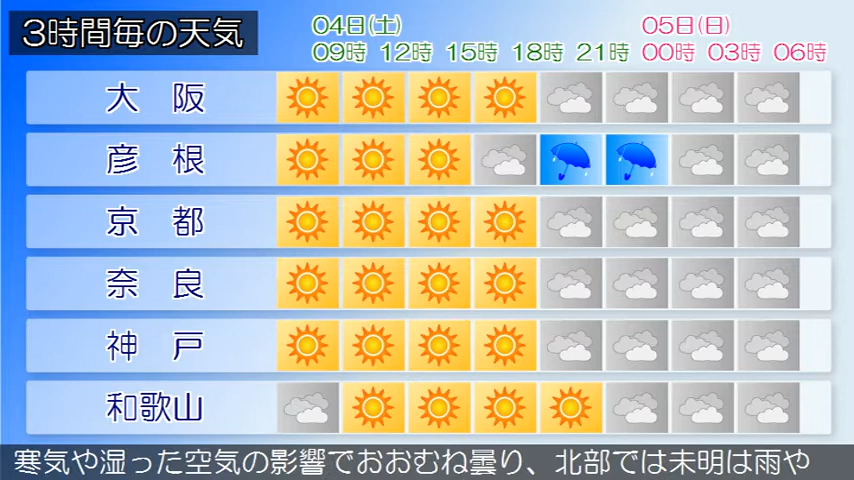 3時間毎の天気
04日(土) 05日(日)
09時 12時 15時 18時 21時 00時 03時 06時
大阪
彦根
京都
奈良
神戸
和歌山
寒気や湿った空気の影響でおおむね曇り、北部では未明は雨や